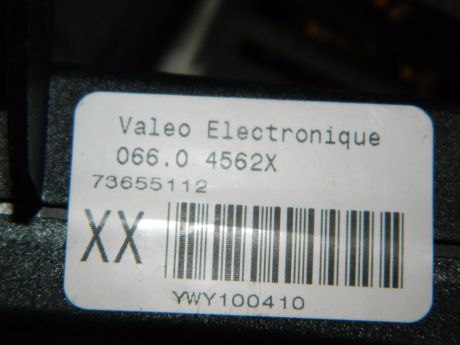 Valeo Electronique
066.0 4562X
73655112
XX
YWY100410